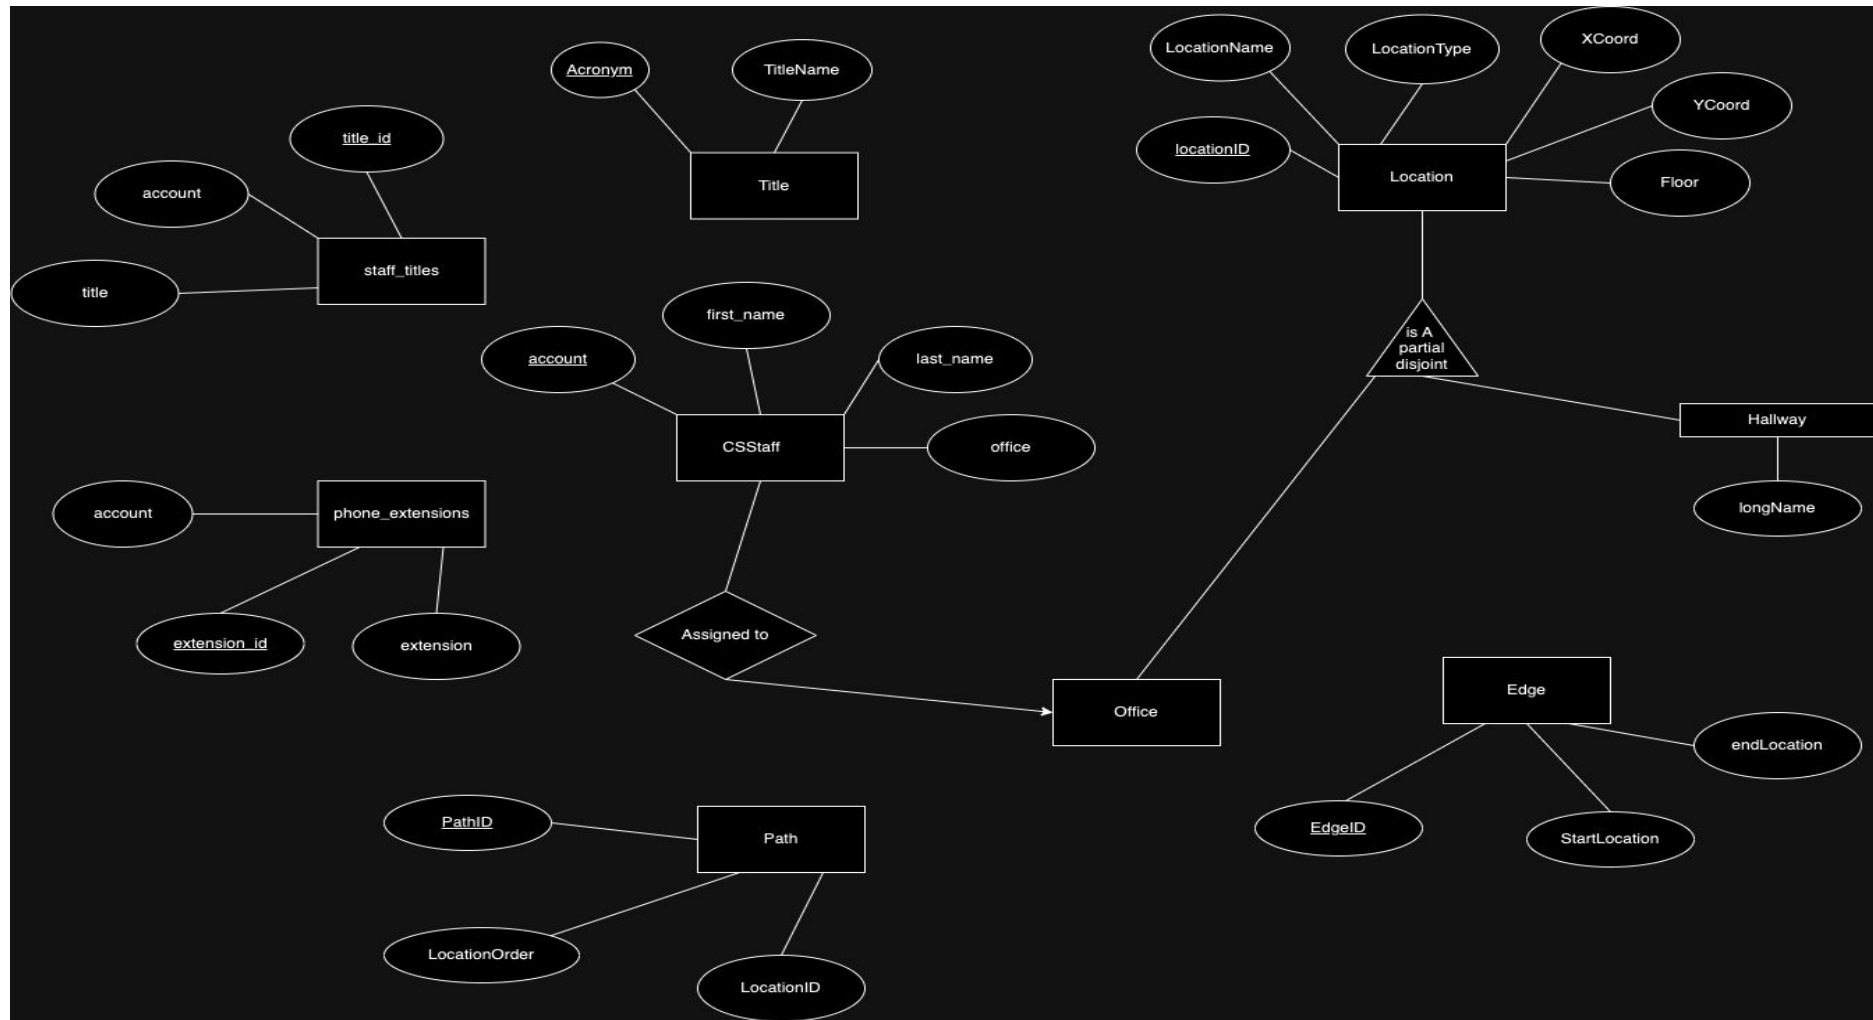 LocationName
LocationType
XCoord
Acronym
TitleName
YCoord
title_id
locationID
Location
Floor
account
Title
staff_titles
title
first_name
is A
partial
disjoint
account
last_name
Hallway
CSStaff
office
longName
account
phone_extensions
extension_id
extension
Assigned to
Office
Edge
endLocation
PathID
Path
EdgeID
StartLocation
LocationOrder
LocationID